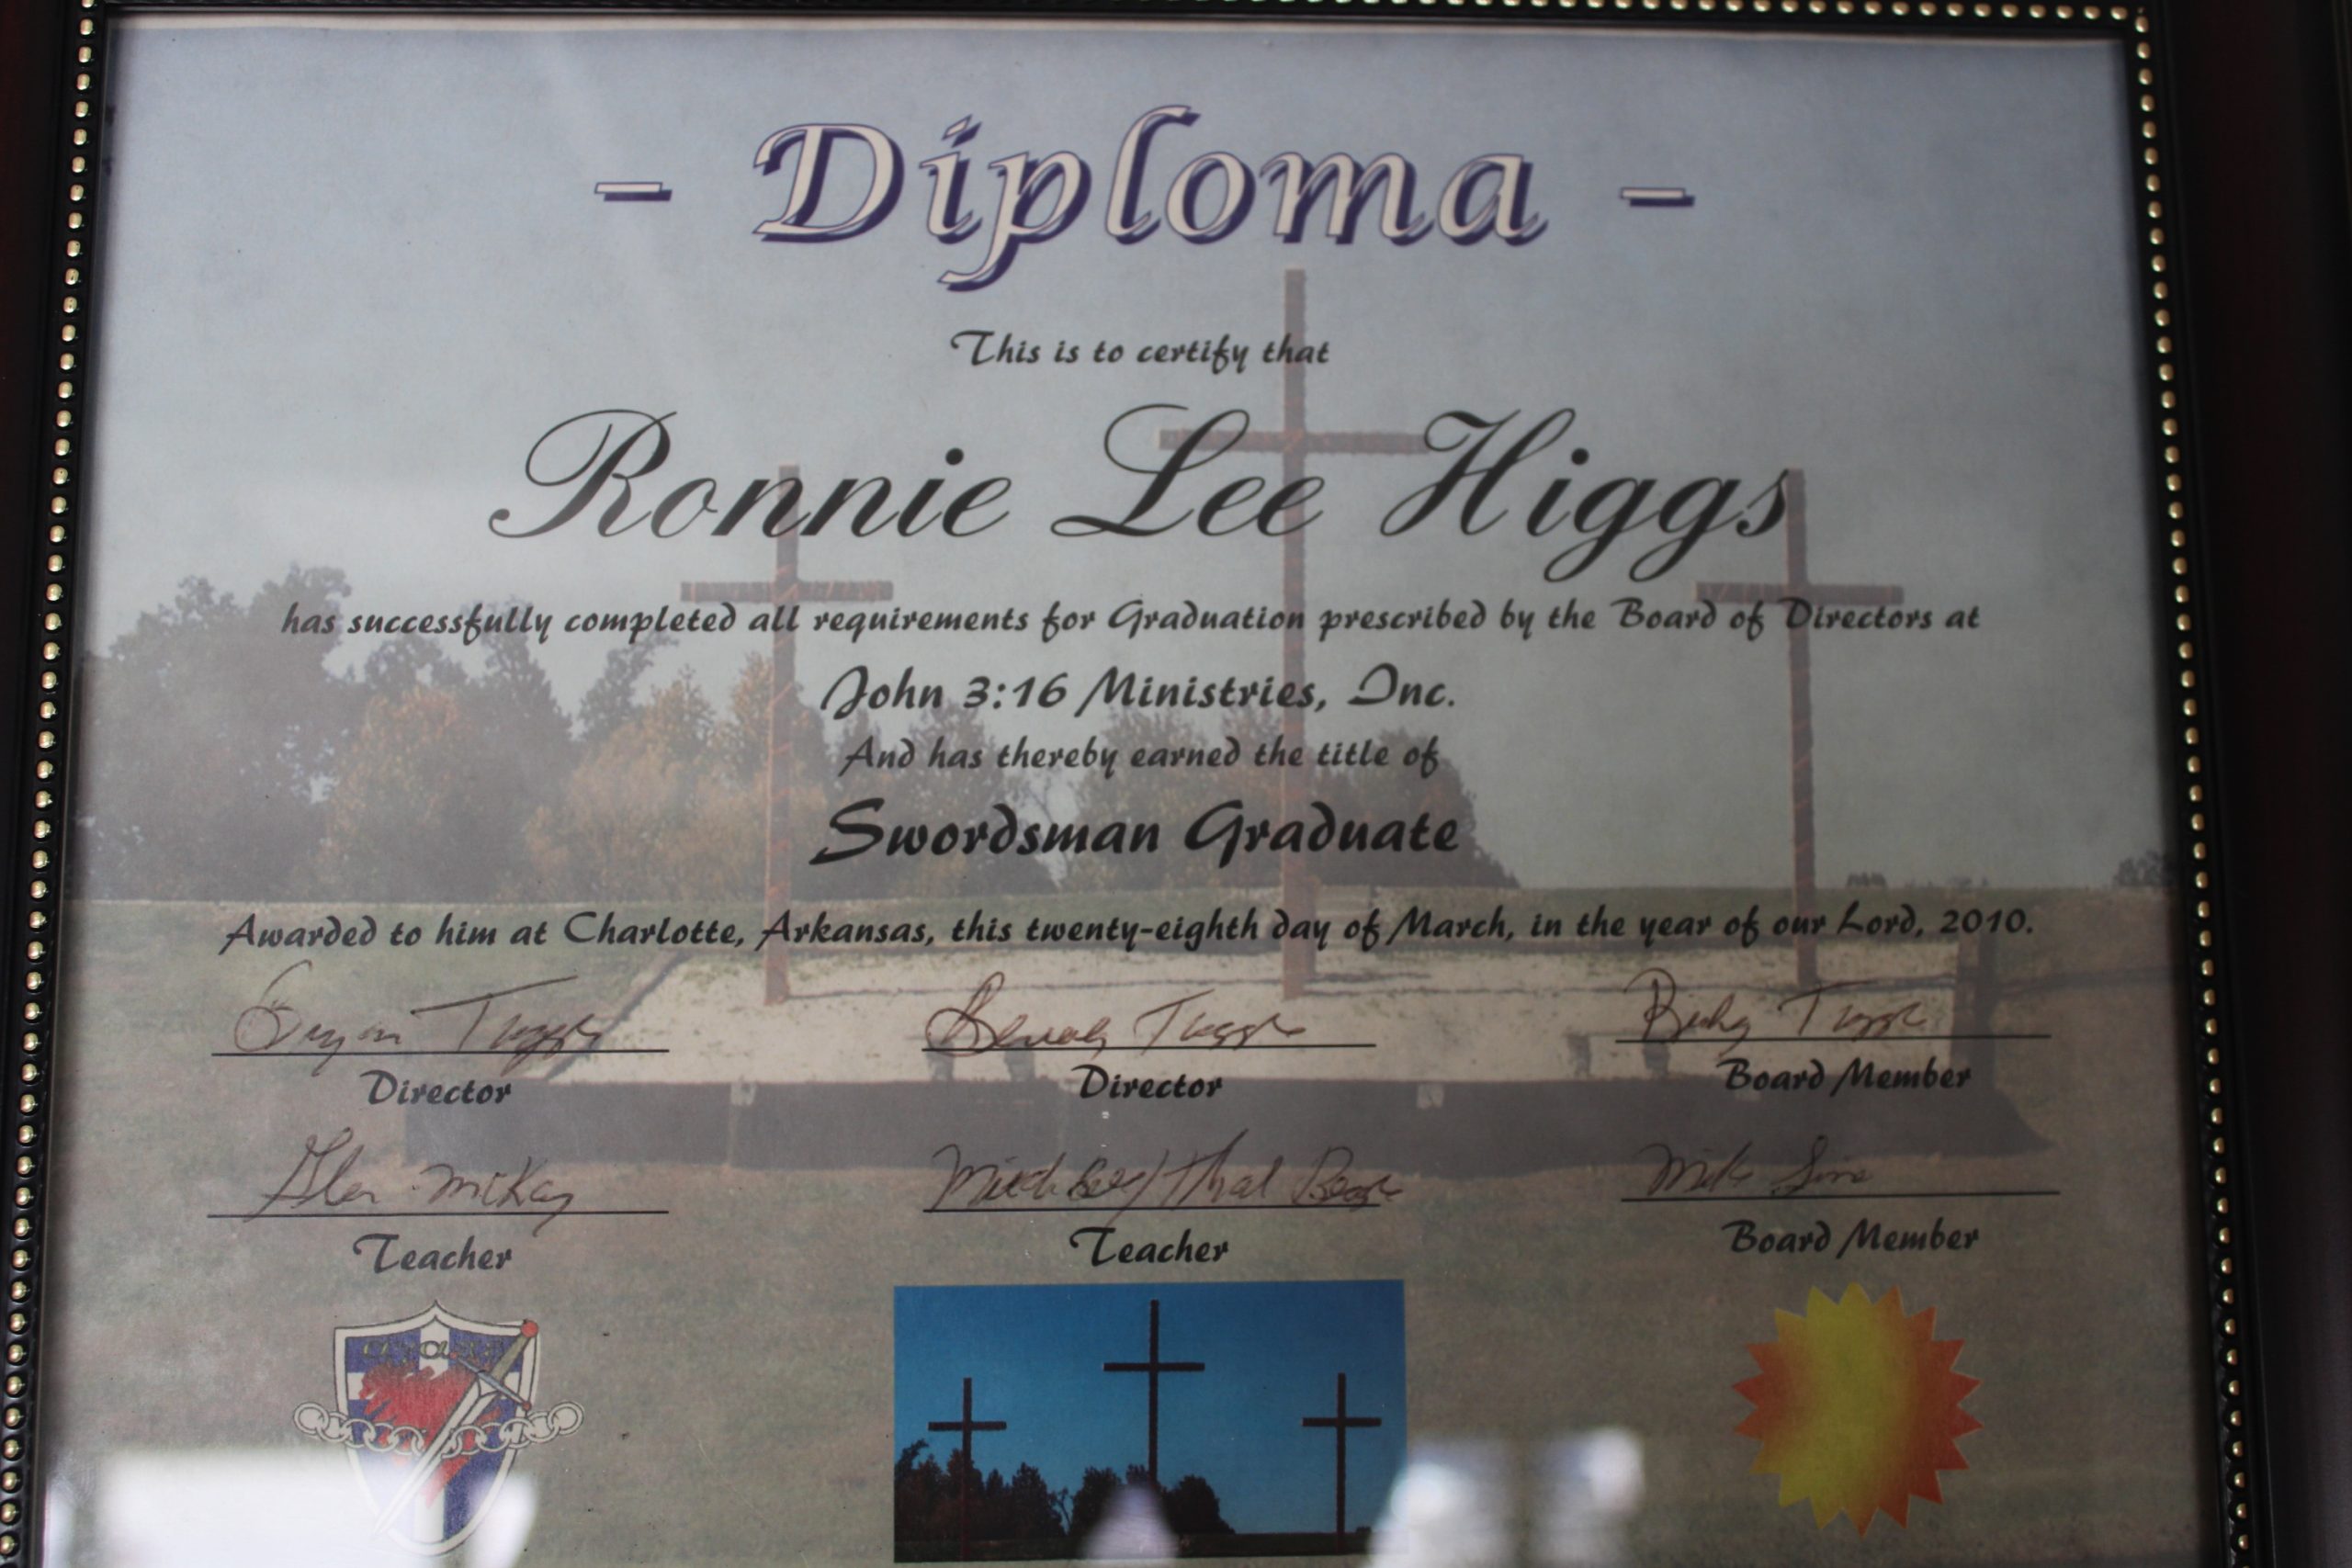 - Diploma -
This is to certify that
Ronnie Lee Higgs
has successfully completed all requirements for Graduation prescribed by the Board of Directors at
John 3:16 Ministries, Inc.
And has thereby earned the title of
Swordsman Graduate
Awarded to him at Charlotte, Arkansas, this twenty-eighth day of March, in the year of our Lord, 2010.
Director Director Board Member
McKay
Teacher Teacher Board Member